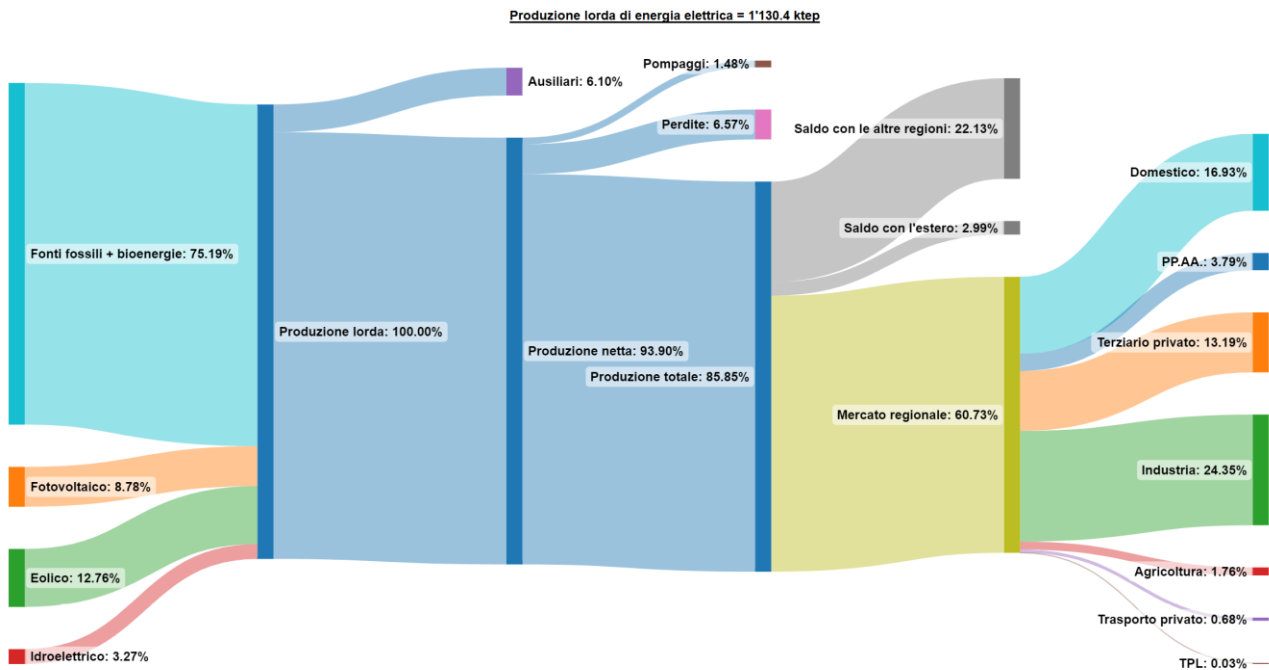 Produzione lorda di energia elettrica = 1'130.4 ktep
Fonti fossili + bioenergie: 75.19%
Fotovoltaico: 8.78%
Eolico: 12.76%
Idroelettrico: 3.27%
Produzione lorda: 100.00%
Ausiliari: 6.10%
Produzione netta: 93.90%
Pompaggi: 1.48%
Perdite: 6.57%
Produzione totale: 85.85%
Saldo con le altre regioni: 22.13%
Saldo con l'estero: 2.99%
Mercato regionale: 60.73%
Domestico: 16.93%
PP.AA.: 3.79%
Terziario privato: 13.19%
Industria: 24.35%
Agricoltura: 1.76%
Trasporto privato: 0.68%
TPL: 0.03%